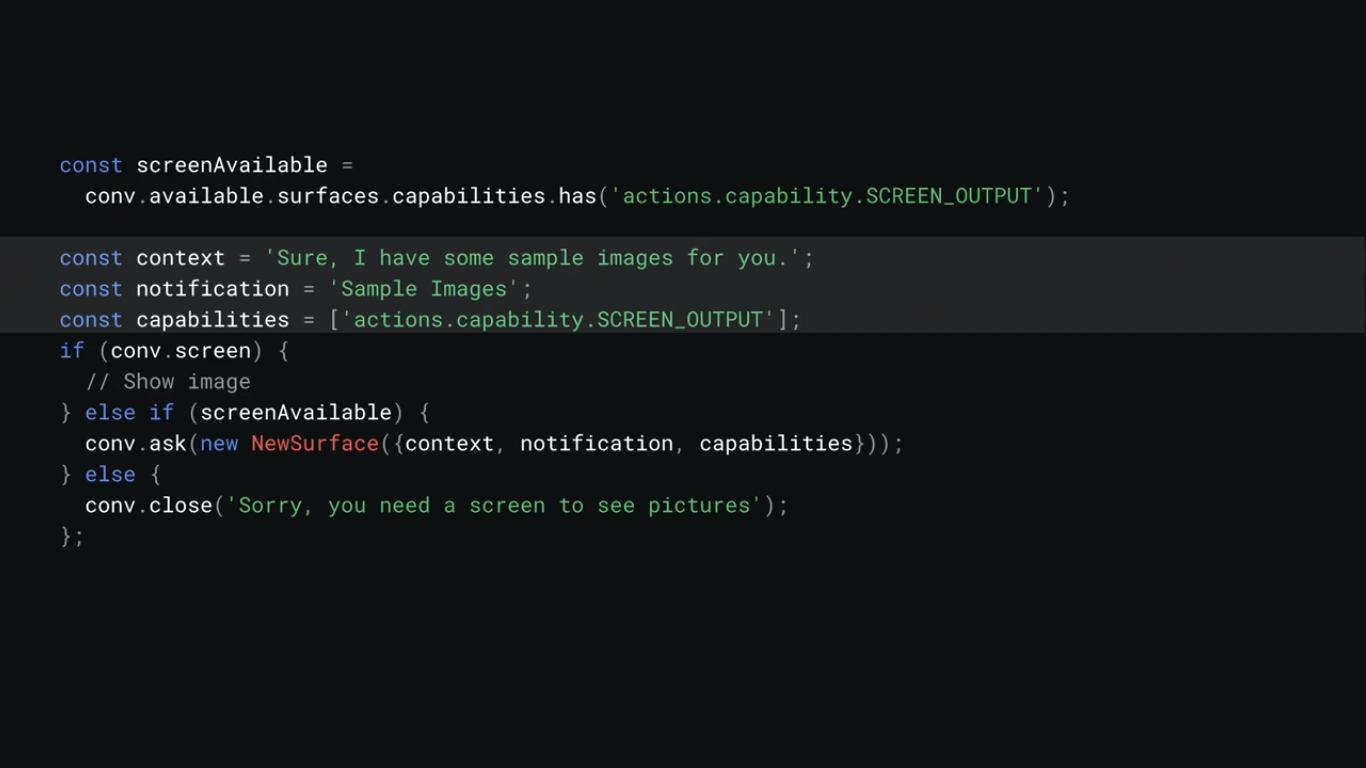 const screenAvailable =
  conv.available.surfaces.capabilities.has('actions.capability.SCREEN_OUTPUT');
const context = 'Sure, I have some sample images for you.';
const notification = 'Sample Images';
const capabilities = ['actions.capability.SCREEN_OUTPUT'];
if (conv.screen) {
  // Show image
} else if (screenAvailable) {
  conv.ask(new NewSurface({context, notification, capabilities}));
} else {
  conv.close('Sorry, you need a screen to see pictures');
};